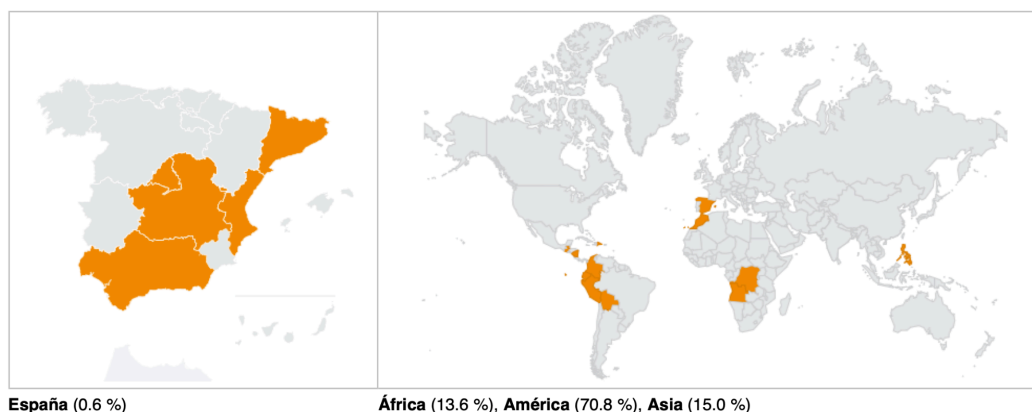 España (0.6 %)
África (13.6 %), América (70.8 %), Asia (15.0 %)